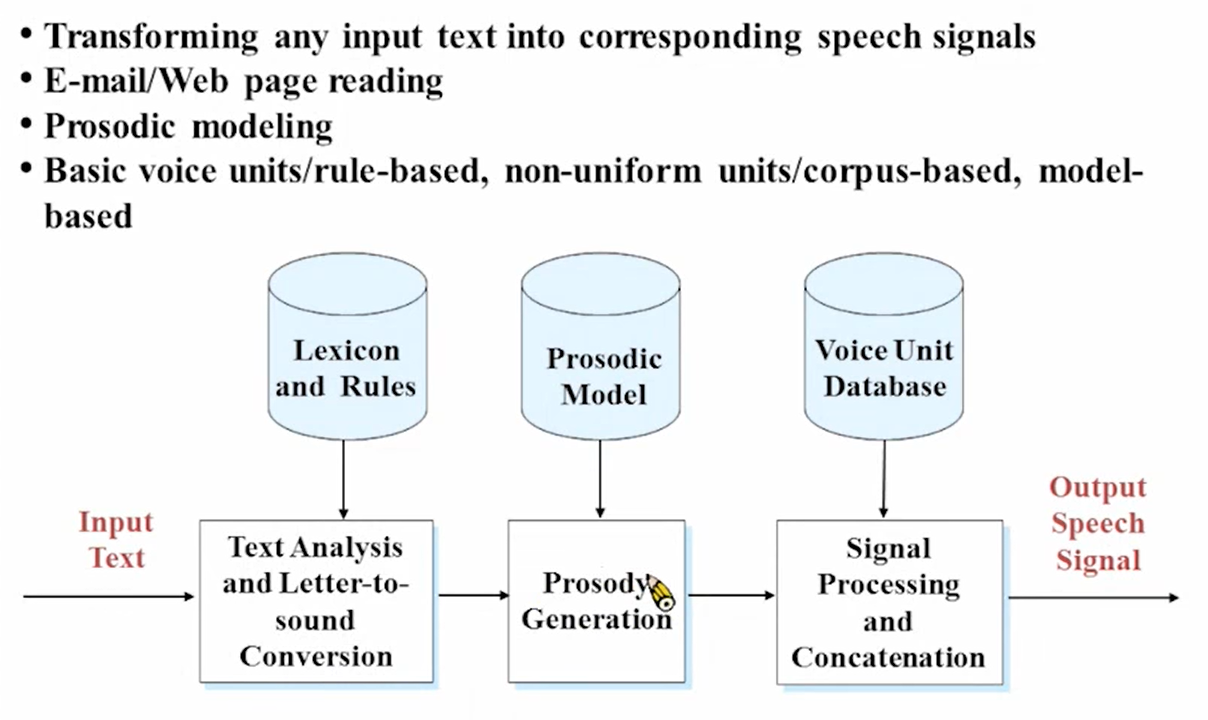 • Transforming any input text into corresponding speech signals
• E-mail/Web page reading
• Prosodic modeling
• Basic voice units/rule-based, non-uniform units/corpus-based, model-
based
Lexicon
and Rules
Prosodic
Model
Voice Unit
Database
Input
Text
Text Analysis
and Letter-to-
sound
Conversion
Prosody
Generation
Signal
Processing
and
Concatenation
Output
Speech
Signal